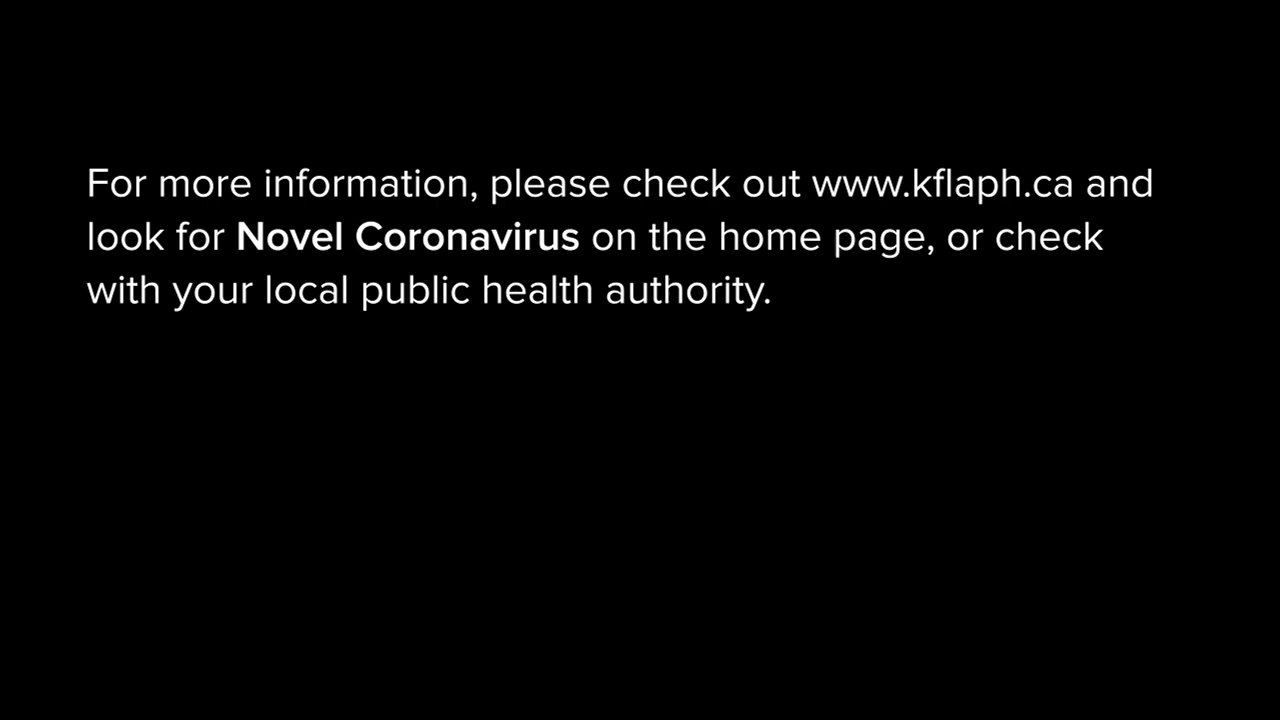 For more information, please check out www.kflaph.ca and
look for Novel Coronavirus on the home page, or check
with your local public health authority.